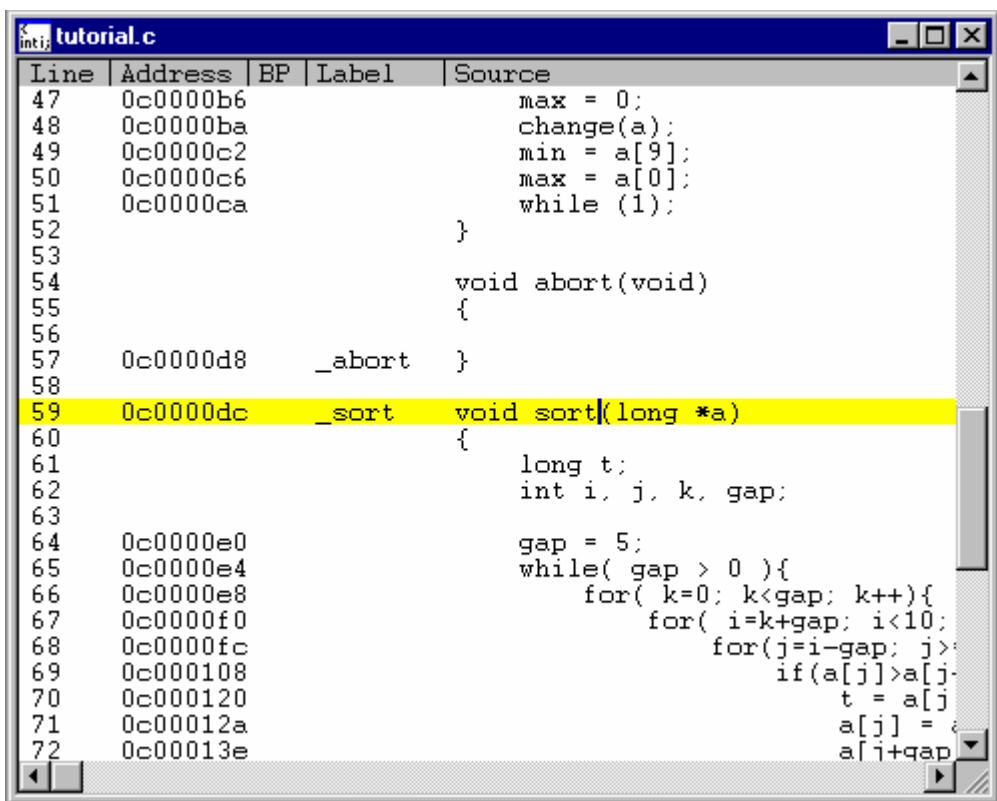 inti; tutorial.c
Line Address BP Label Source
47 0c0000b6 max = 0;
48 0c0000ba change(a);
49 0c0000c2 min = a[9];
50 0c0000c6 max = a[0];
51 0c0000ca while (1);
52 }
53
54 void abort(void)
55 {
56
57 0c0000d8 _abort }
58
59 0c0000dc _sort void sort(long *a)
60 {
61 long t;
62 int i, j, k, gap;
63
64 0c0000e0 gap = 5;
65 0c0000e4 while( gap > 0 ){
66 0c0000e8 for( k=0; k<gap; k++){
67 0c0000f0 for( i=k+gap; i<10;
68 0c0000fc for(j=i-gap; j>
69 0c000108 if(a[j]>a[j
70 0c000120 t = a[j
71 0c00012a a[j] =
72 0c00013e a[j+gap